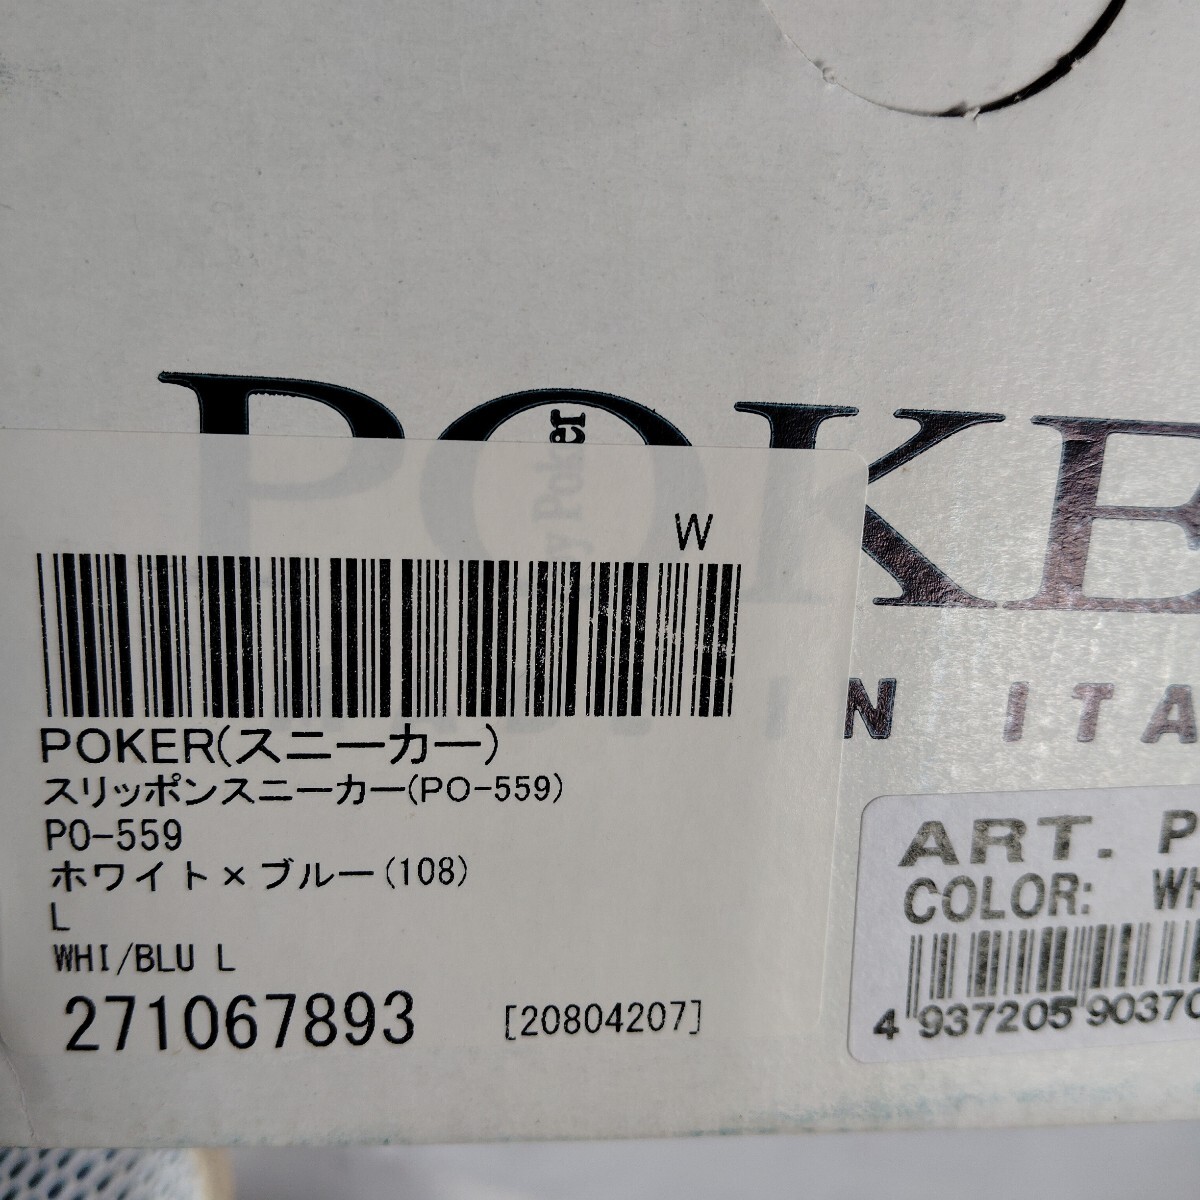 POKE
er
N ITA
W
POKER(スニーカー)
スリッポンスニーカー(PO-559)
PO-559
ホワイト×ブルー(108)
L
WHI/BLU L
271067893 [20804207]
ART. P
COLOR: WH
4 937205 90370